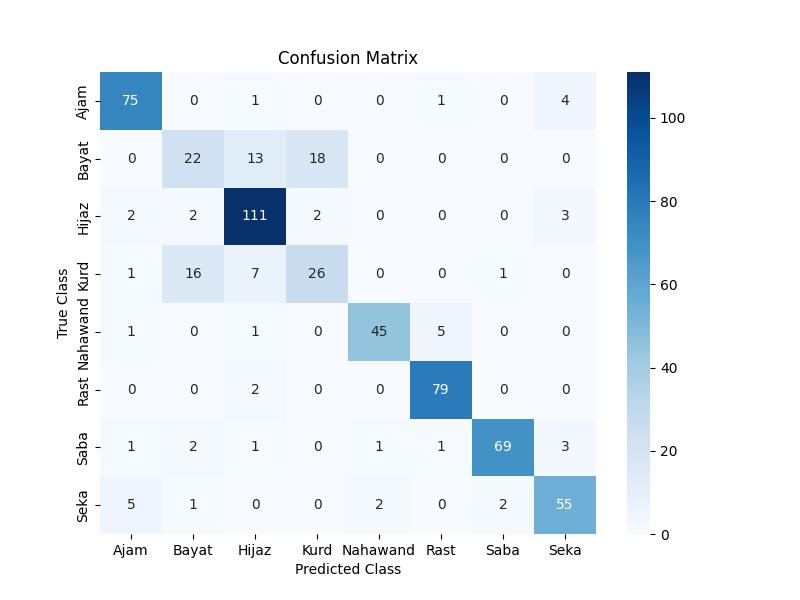 Confusion Matrix
True Class
Ajam 75 0 1 0 0 1 0 4
Bayat 0 22 13 18 0 0 0 0
Hijaz 2 2 111 2 0 0 0 3
Kurd 1 16 7 26 0 0 1 0
Nahawand 1 0 1 0 45 5 0 0
Rast 0 0 2 0 0 79 0 0
Saba 1 2 1 0 1 1 69 3
Seka 5 1 0 0 2 0 2 55
Ajam Bayat Hijaz Kurd Nahawand Rast Saba Seka
Predicted Class
100
80
60
40
20
0